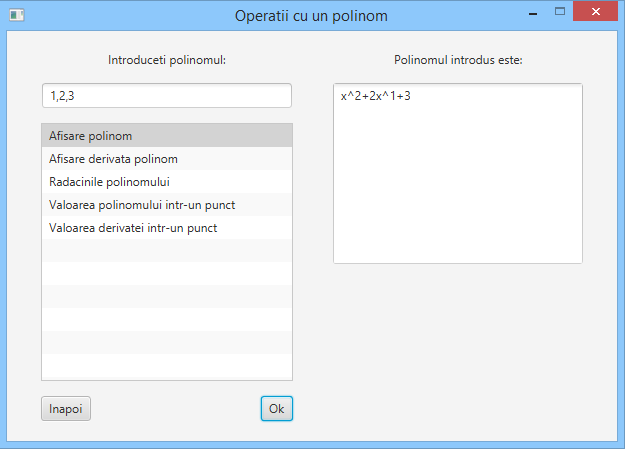 Operatii cu un polinom
Introduceti polinomul:
1,2,3
Afisare polinom
Afisare derivata polinom
Radacinile polinomului
Valoarea polinomului intr-un punct
Valoarea derivatei intr-un punct
Inapoi
Ok
Polinomul introdus este:
x^2+2x^1+3